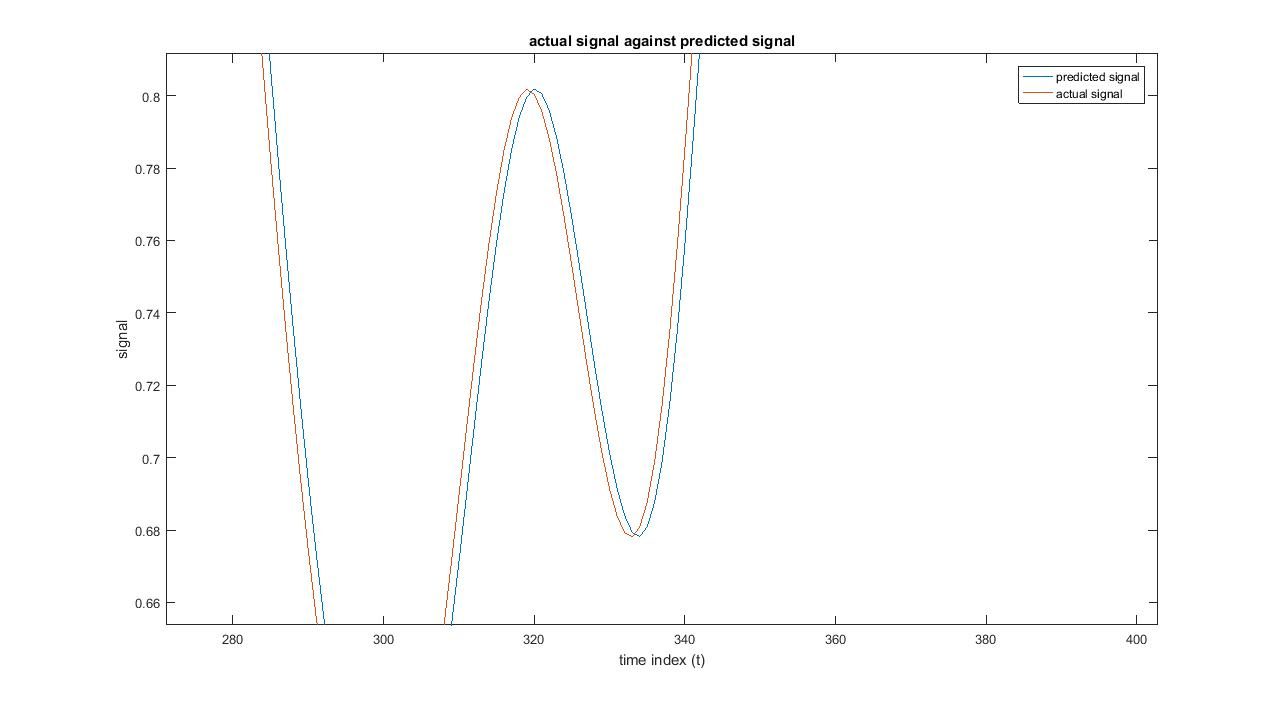 actual signal against predicted signal
predicted signal
actual signal
0.8
0.78
0.76
0.74
0.72
0.7
0.68
0.66
signal
280 300 320 340 360 380 400
time index (t)